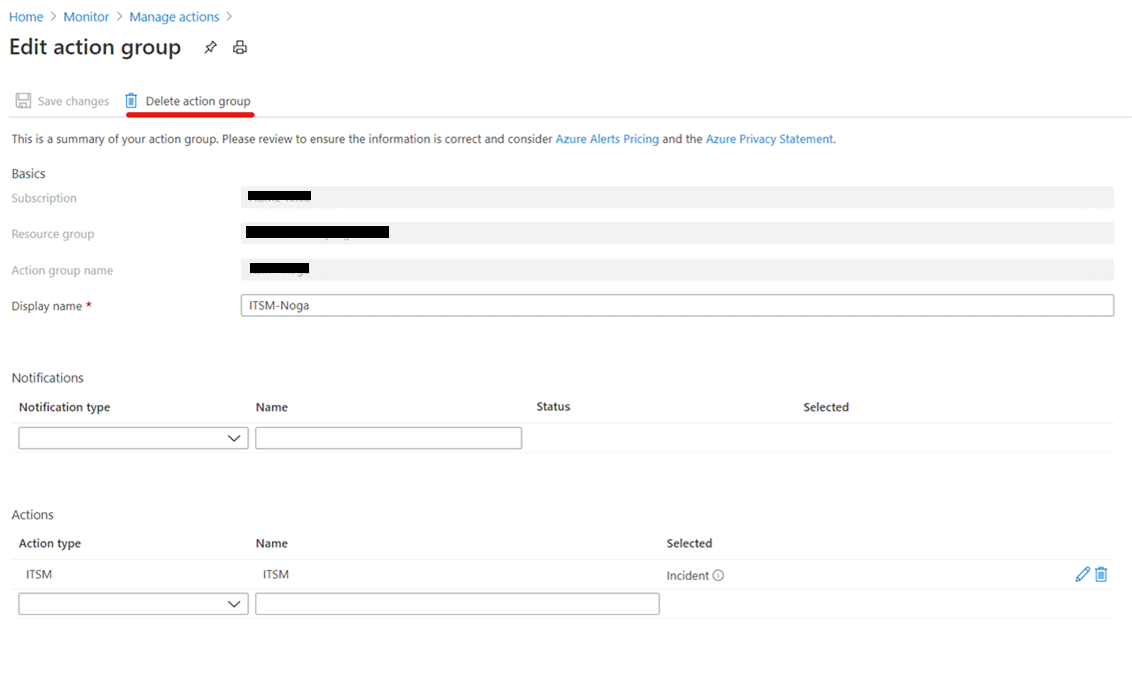 Home > Monitor > Manage actions >
Edit action group
Save changes Delete action group
This is a summary of your action group. Please review to ensure the information is correct and consider Azure Alerts Pricing and the Azure Privacy Statement.
Basics
Subscription
Resource group
Action group name
Display name * ITSM-Noga
Notifications
Notification type Name Status Selected
Actions
Action type Name Selected
ITSM ITSM Incident